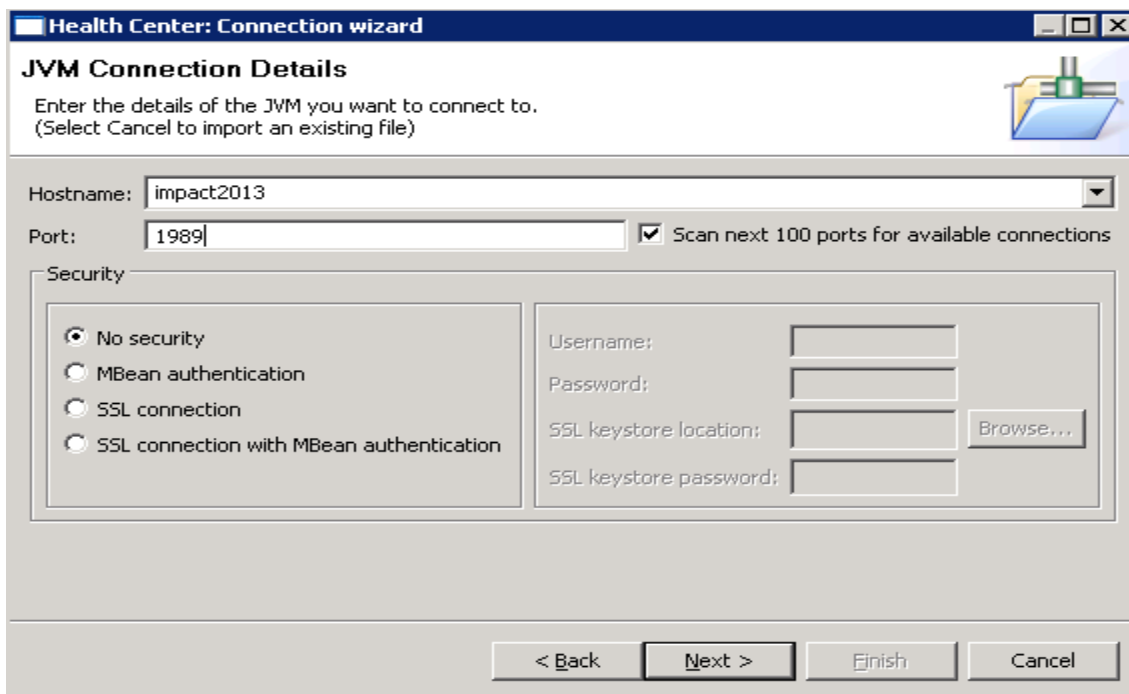 Health Center: Connection wizard
JVM Connection Details
Enter the details of the JVM you want to connect to.
(Select Cancel to import an existing file)
Hostname: impact2013
Port: 1989 Scan next 100 ports for available connections
Security
No security
MBean authentication
SSL connection
SSL connection with MBean authentication
Username:
Password:
SSL keystore location: Browse...
SSL keystore password:
< Back Next > Finish Cancel